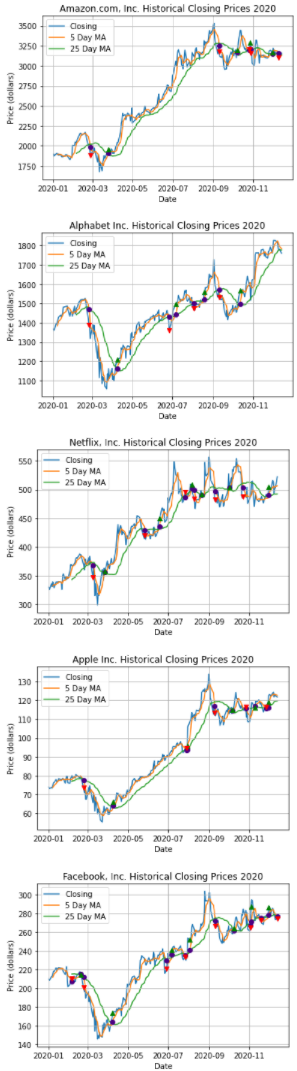 Amazon.com, Inc. Historical Closing Prices 2020
3500
3250
3000
2750
2500
2250
2000
1750
Price (dollars)
Closing
5 Day MA
25 Day MA
2020-01 2020-03 2020-05 2020-07 2020-09 2020-11
Date
Alphabet Inc. Historical Closing Prices 2020
1800
1700
1600
1500
1400
1300
1200
1100
Price (dollars)
Closing
5 Day MA
25 Day MA
2020-01 2020-03 2020-05 2020-07 2020-09 2020-11
Date
Netflix, Inc. Historical Closing Prices 2020
550
500
450
400
350
300
Price (dollars)
Closing
5 Day MA
25 Day MA
2020-01 2020-03 2020-05 2020-07 2020-09 2020-11
Date
Apple Inc. Historical Closing Prices 2020
130
120
110
100
90
80
70
60
Price (dollars)
Closing
5 Day MA
25 Day MA
2020-01 2020-03 2020-05 2020-07 2020-09 2020-11
Date
Facebook, Inc. Historical Closing Prices 2020
300
280
260
240
220
200
180
160
140
Price (dollars)
Closing
5 Day MA
25 Day MA
2020-01 2020-03 2020-05 2020-07 2020-09 2020-11
Date